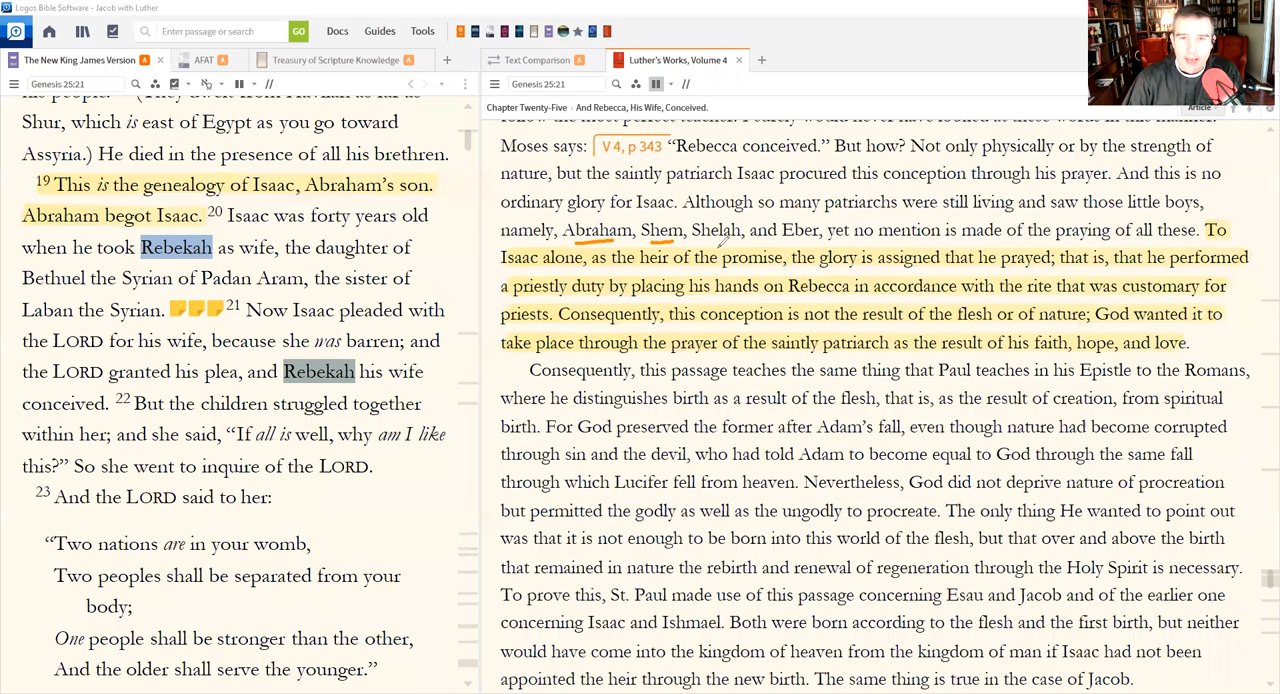 Logos Bible Software - Jacob with Luther
Enter passage or search
GO
Docs
Guides
Tools
The New King James Version A
AFAT A
Treasury of Scripture Knowledge A
Text Comparison A
Luther's Works, Volume 4
Genesis 25:21
Genesis 25:21
Chapter Twenty-Five › And Rebecca, His Wife, Conceived.
Article
Shur, which is east of Egypt as you go toward
Assyria.) He died in the presence of all his brethren.
19 This is the genealogy of Isaac, Abraham's son.
Abraham begot Isaac. 20 Isaac was forty years old
when he took Rebekah as wife, the daughter of
Bethuel the Syrian of Padan Aram, the sister of
Laban the Syrian. 21 Now Isaac pleaded with
the LORD for his wife, because she was barren; and
the LORD granted his plea, and Rebekah his wife
conceived. 22 But the children struggled together
within her; and she said, “If all is well, why am I like
this?” So she went to inquire of the LORD.
23 And the LORD said to her:
“Two nations are in your womb,
Two peoples shall be separated from your
body;
One people shall be stronger than the other,
And the older shall serve the younger.”
Moses says: V 4, p 343 “Rebecca conceived.” But how? Not only physically or by the strength of
nature, but the saintly patriarch Isaac procured this conception through his prayer. And this is no
ordinary glory for Isaac. Although so many patriarchs were still living and saw those little boys,
namely, Abraham, Shem, Shelah, and Eber, yet no mention is made of the praying of all these. To
Isaac alone, as the heir of the promise, the glory is assigned that he prayed; that is, that he performed
a priestly duty by placing his hands on Rebecca in accordance with the rite that was customary for
priests. Consequently, this conception is not the result of the flesh or of nature; God wanted it to
take place through the prayer of the saintly patriarch as the result of his faith, hope, and love.
Consequently, this passage teaches the same thing that Paul teaches in his Epistle to the Romans,
where he distinguishes birth as a result of the flesh, that is, as the result of creation, from spiritual
birth. For God preserved the former after Adam's fall, even though nature had become corrupted
through sin and the devil, who had told Adam to become equal to God through the same fall
through which Lucifer fell from heaven. Nevertheless, God did not deprive nature of procreation
but permitted the godly as well as the ungodly to procreate. The only thing He wanted to point out
was that it is not enough to be born into this world of the flesh, but that over and above the birth
that remained in nature the rebirth and renewal of regeneration through the Holy Spirit is necessary.
To prove this, St. Paul made use of this passage concerning Esau and Jacob and of the earlier one
concerning Isaac and Ishmael. Both were born according to the flesh and the first birth, but neither
would have come into the kingdom of heaven from the kingdom of man if Isaac had not been
appointed the heir through the new birth. The same thing is true in the case of Jacob.